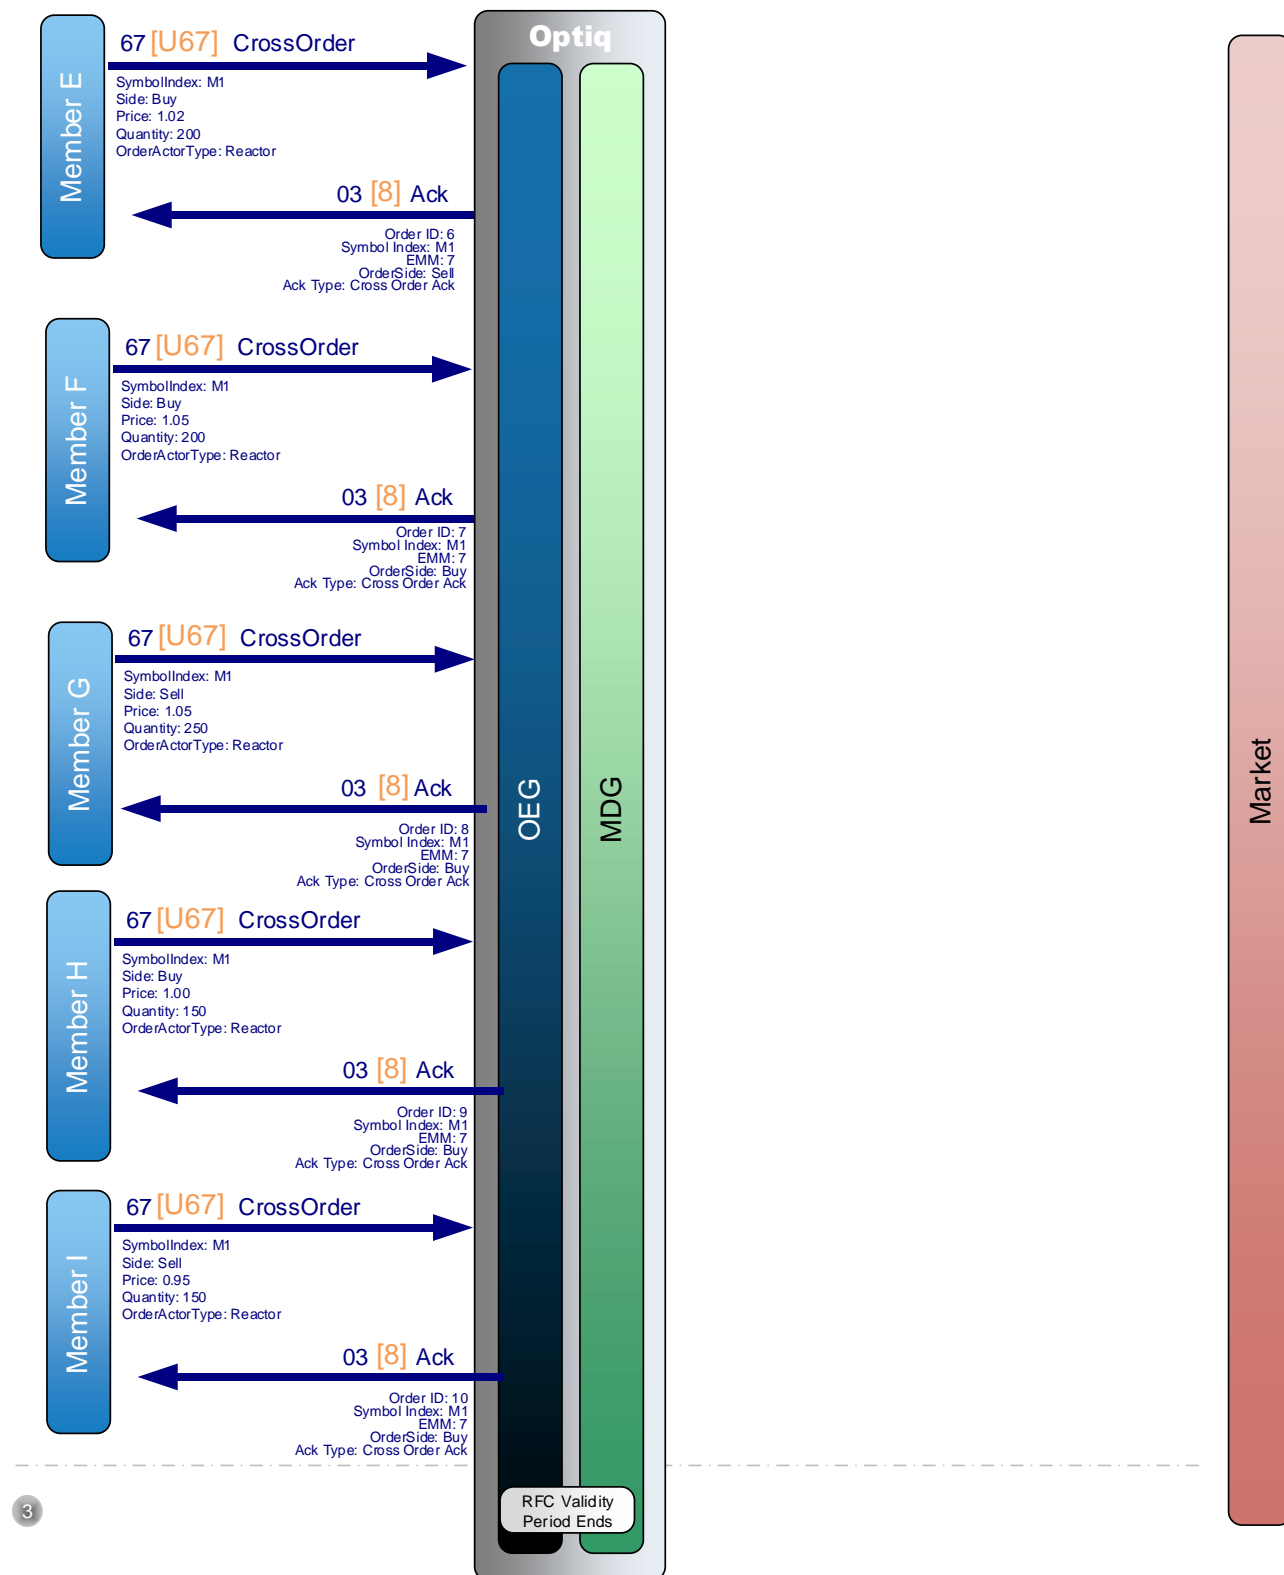 Optiq
Member E
67 [U67] CrossOrder
SymbolIndex: M1
Side: Buy
Price: 1.02
Quantity: 200
OrderActorType: Reactor
03 [8] Ack
Order ID: 6
Symbol Index: M1
EMM: 7
OrderSide: Sell
Ack Type: Cross Order Ack
Member F
67 [U67] CrossOrder
SymbolIndex: M1
Side: Buy
Price: 1.05
Quantity: 200
OrderActorType: Reactor
03 [8] Ack
Order ID: 7
Symbol Index: M1
EMM: 7
OrderSide: Buy
Ack Type: Cross Order Ack
Member G
67 [U67] CrossOrder
SymbolIndex: M1
Side: Sell
Price: 1.05
Quantity: 250
OrderActorType: Reactor
03 [8] Ack
Order ID: 8
Symbol Index: M1
EMM: 7
OrderSide: Buy
Ack Type: Cross Order Ack
OEG
MDG
Market
Member H
67 [U67] CrossOrder
SymbolIndex: M1
Side: Buy
Price: 1.00
Quantity: 150
OrderActorType: Reactor
03 [8] Ack
Order ID: 9
Symbol Index: M1
EMM: 7
OrderSide: Buy
Ack Type: Cross Order Ack
Member I
67 [U67] CrossOrder
SymbolIndex: M1
Side: Sell
Price: 0.95
Quantity: 150
OrderActorType: Reactor
03 [8] Ack
Order ID: 10
Symbol Index: M1
EMM: 7
OrderSide: Buy
Ack Type: Cross Order Ack
3
RFC Validity
Period Ends